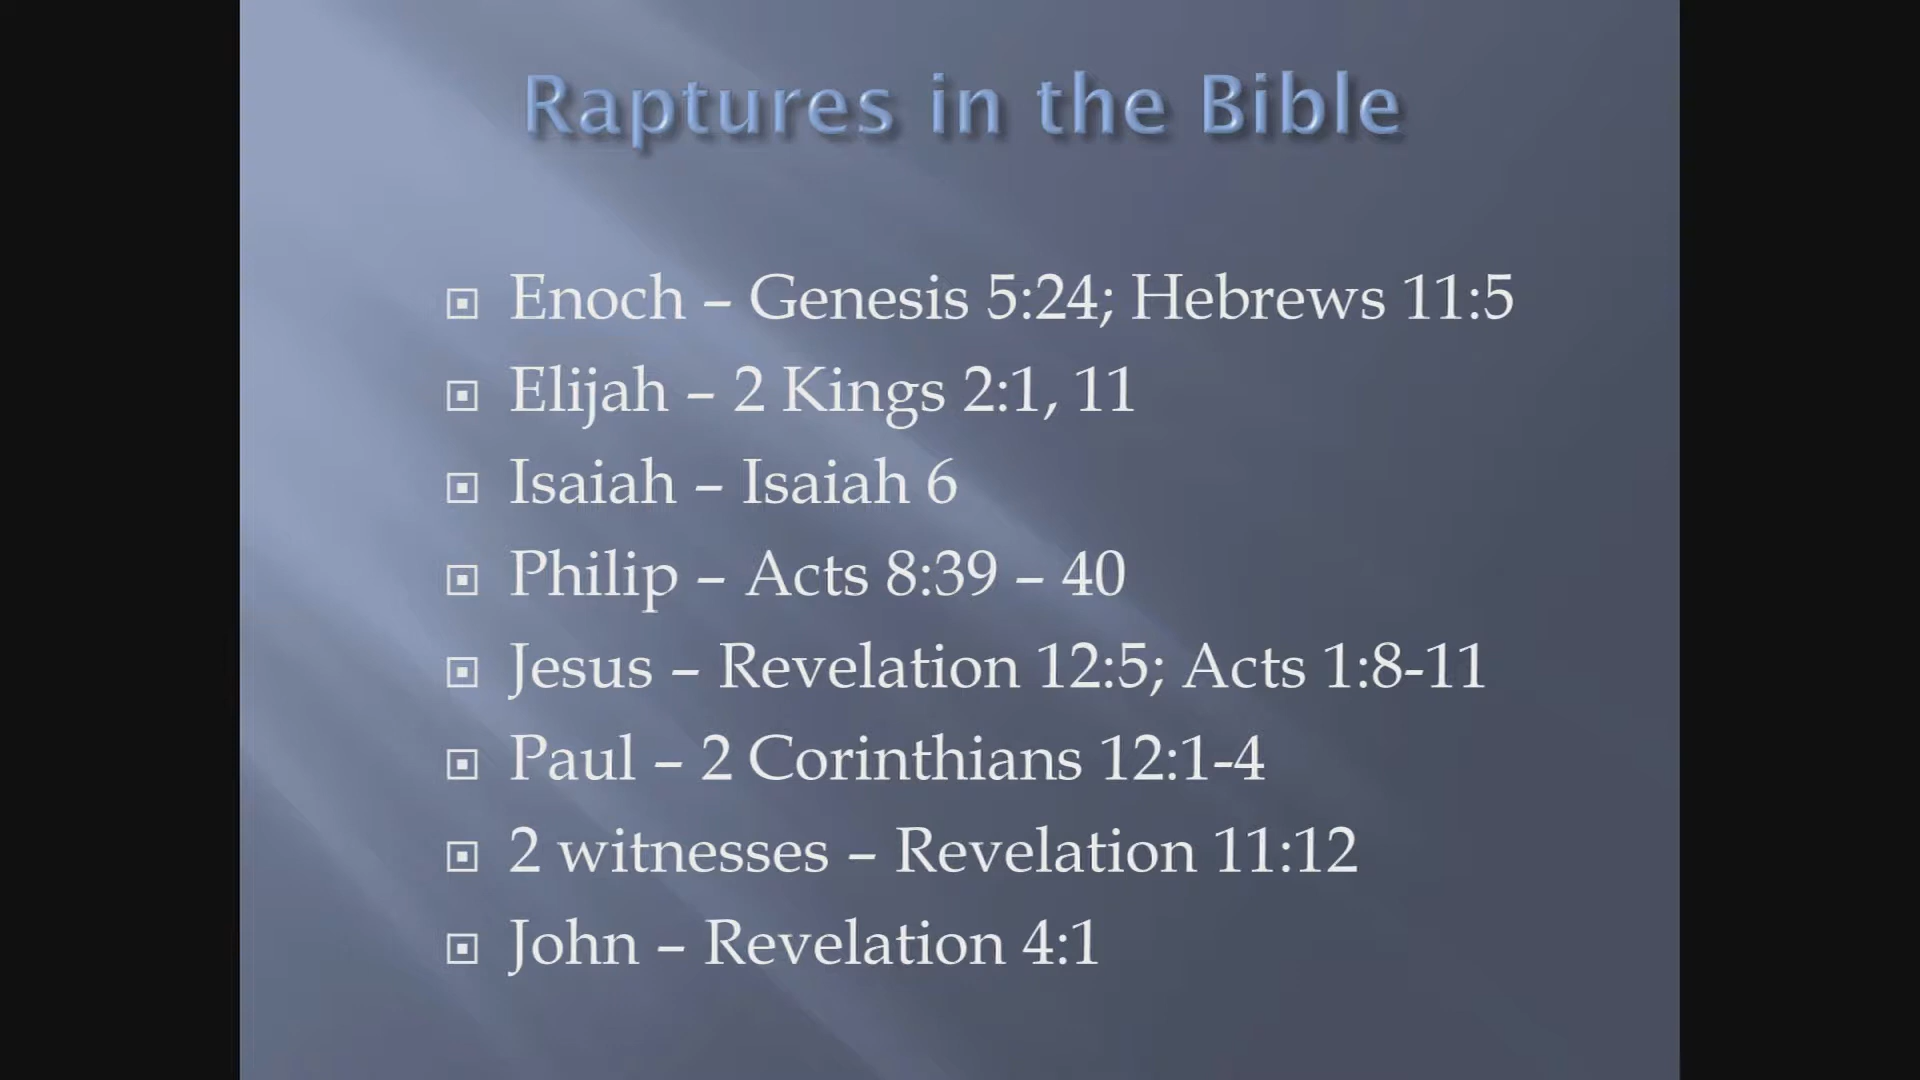 Raptures in the Bible
Enoch – Genesis 5:24; Hebrews 11:5
Elijah – 2 Kings 2:1, 11
Isaiah – Isaiah 6
Philip – Acts 8:39 – 40
Jesus – Revelation 12:5; Acts 1:8-11
Paul – 2 Corinthians 12:1-4
2 witnesses – Revelation 11:12
John – Revelation 4:1